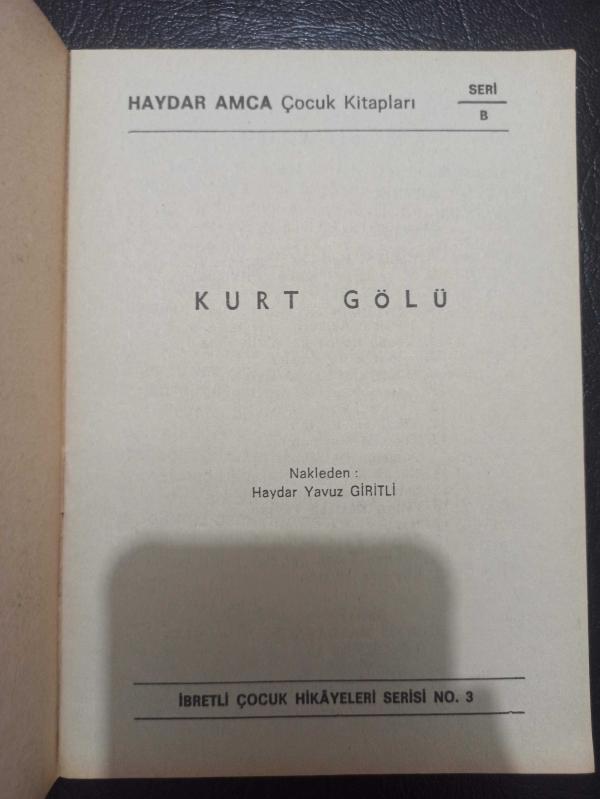 HAYDAR AMCA Çocuk Kitapları
SERİ
B
KURT GÖLÜ
Nakleden :
Haydar Yavuz GİRİTLİ
İBRETLİ ÇOCUK HİKÂYELERİ SERİSİ NO. 3